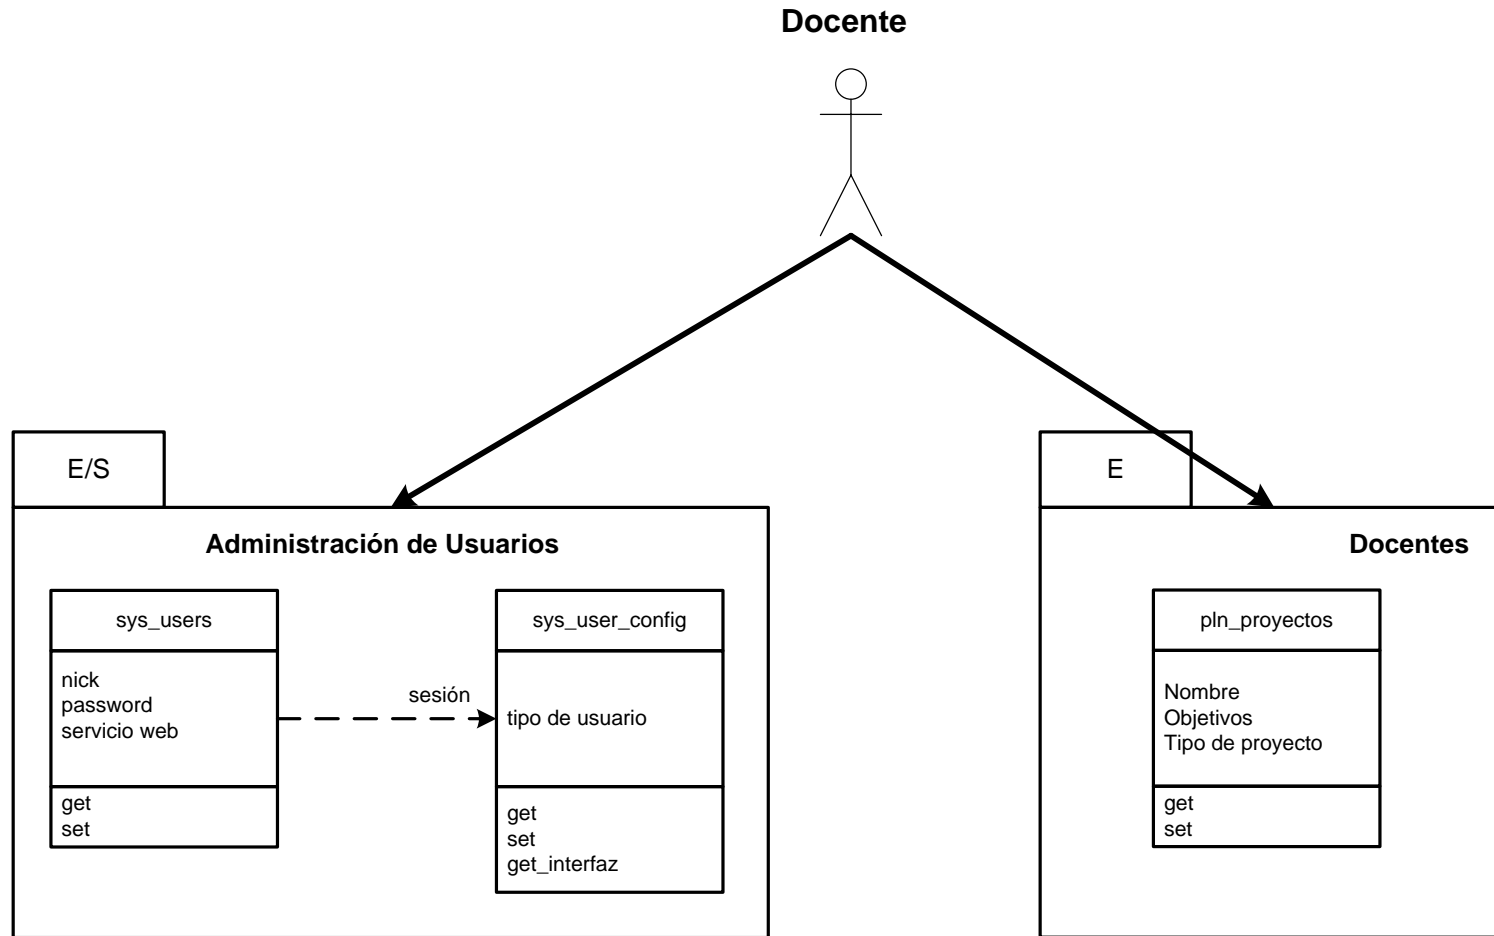 Docente
E/S
Administración de Usuarios
sys_users
nick
password
servicio web
get
set
sesión
sys_user_config
tipo de usuario
get
set
get_interfaz
E
Docentes
pln_proyectos
Nombre
Objetivos
Tipo de proyecto
get
set